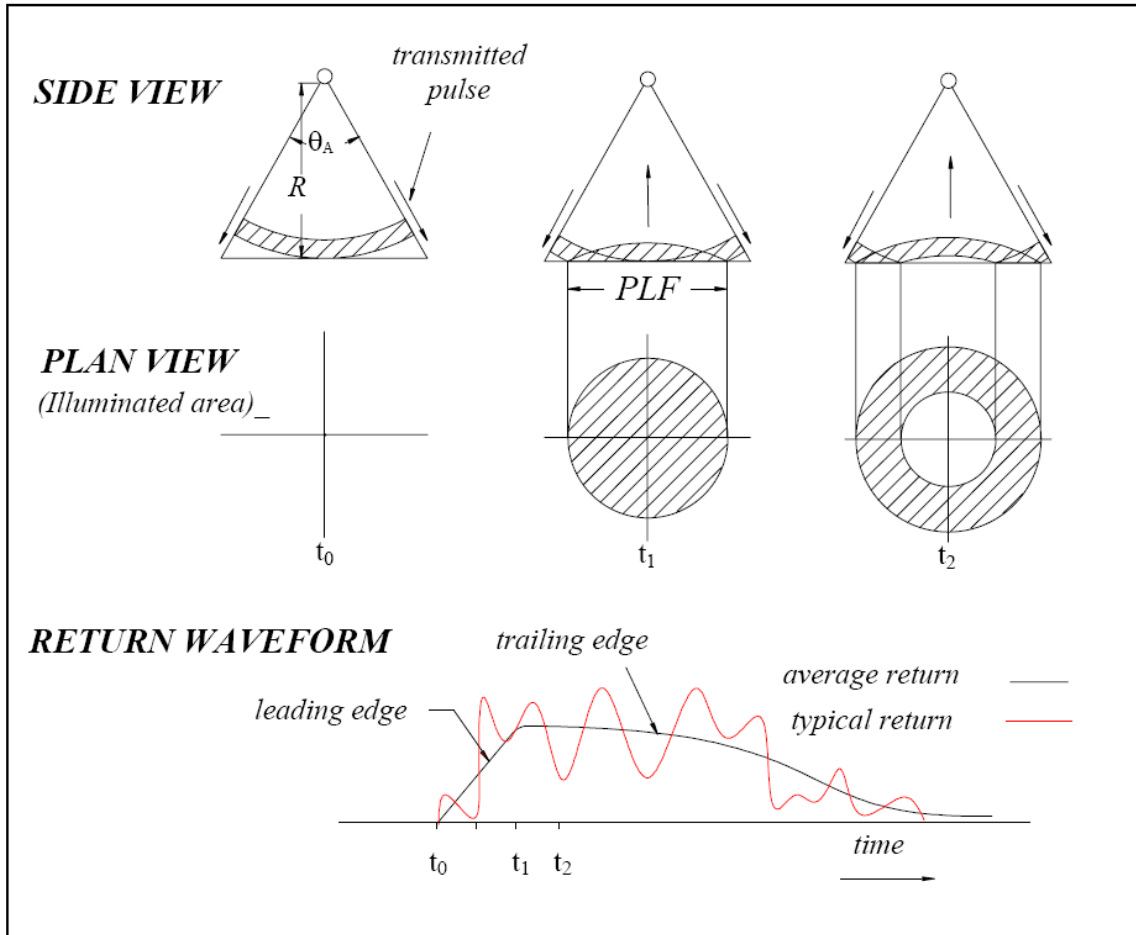 SIDE VIEW
transmitted
pulse
θA
R
PLF
PLAN VIEW
(Illuminated area)_
t0
t1
t2
RETURN WAVEFORM
trailing edge
leading edge
average return
typical return
t0
t1
t2
time